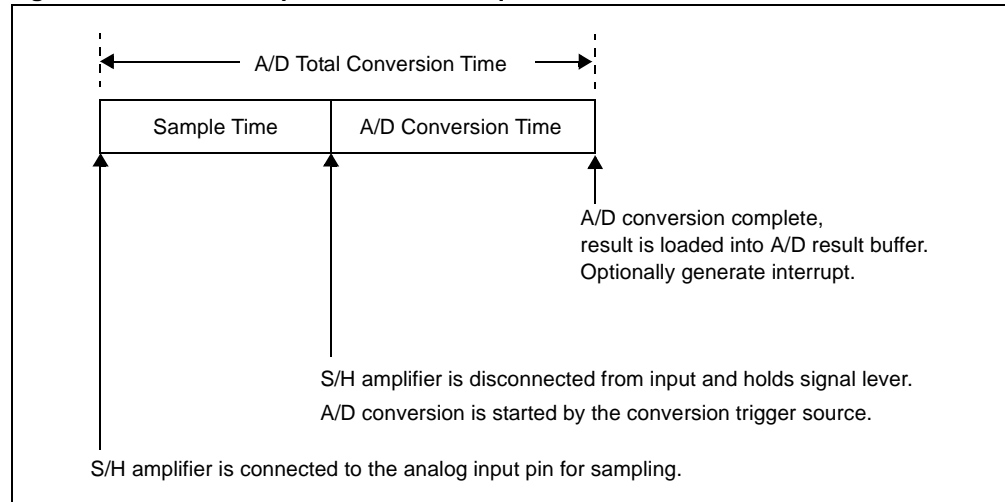 A/D Total Conversion Time
Sample Time
A/D Conversion Time
A/D conversion complete,
result is loaded into A/D result buffer.
Optionally generate interrupt.
S/H amplifier is disconnected from input and holds signal lever.
A/D conversion is started by the conversion trigger source.
S/H amplifier is connected to the analog input pin for sampling.